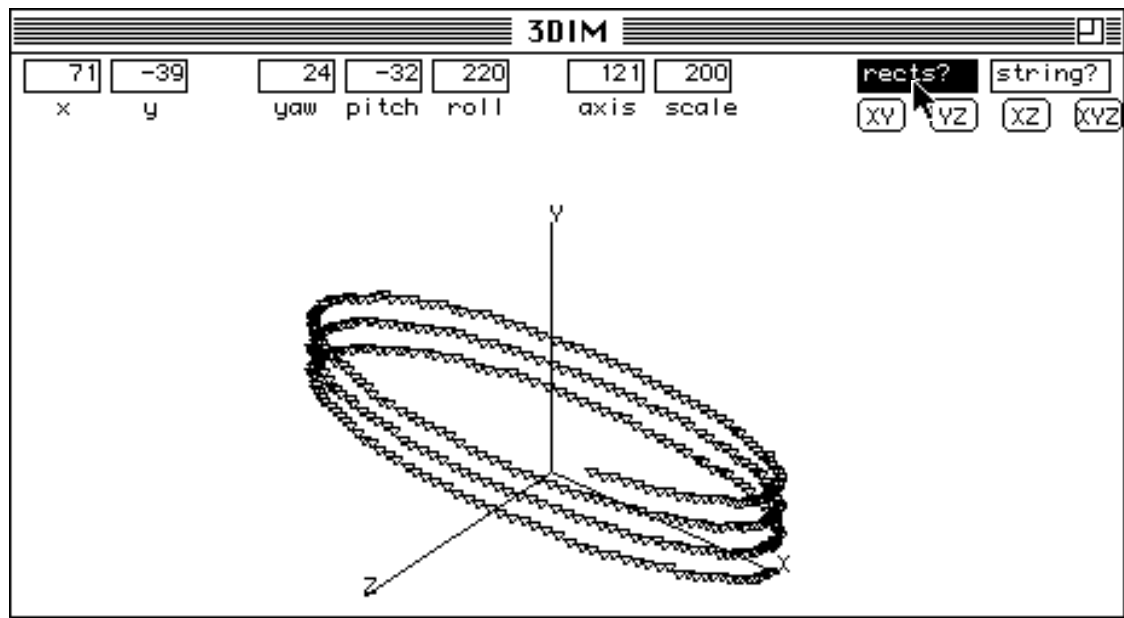 3DIM
71 -39 24 -32 220 121 200 rects? string?
x y yaw pitch roll axis scale XY YZ XZ XYZ
Y
X
Z